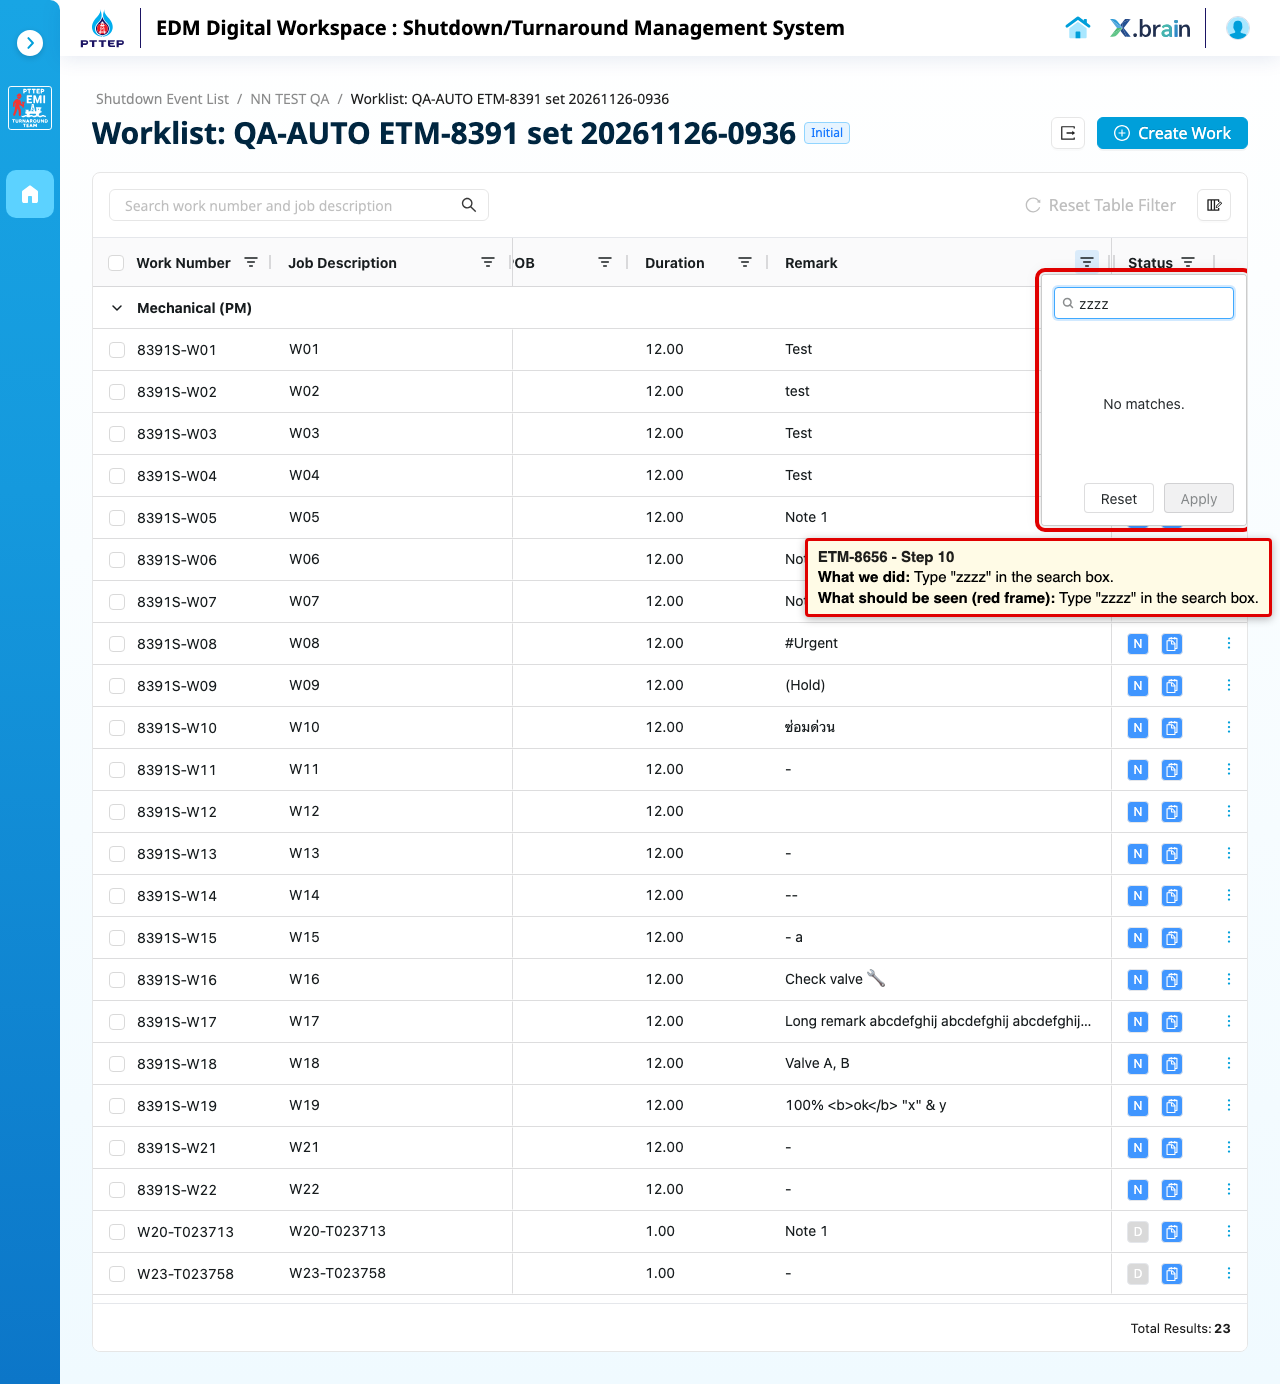 PTTEP
EDM Digital Workspace : Shutdown/Turnaround Management System
X.brain
PTTEP
EMI
TURNAROUND
TEAM
Shutdown Event List / NN TEST QA / Worklist: QA-AUTO ETM-8391 set 20261126-0936
Worklist: QA-AUTO ETM-8391 set 20261126-0936 Initial
Create Work
Search work number and job description
Reset Table Filter
Work Number Job Description OB Duration Remark Status
Mechanical (PM)
zzzz
No matches.
Reset Apply
8391S-W01 W01 12.00 Test
8391S-W02 W02 12.00 test
8391S-W03 W03 12.00 Test
8391S-W04 W04 12.00 Test
8391S-W05 W05 12.00 Note 1
8391S-W06 W06 12.00
8391S-W07 W07 12.00
ETM-8656 - Step 10
What we did: Type "zzzz" in the search box.
What should be seen (red frame): Type "zzzz" in the search box.
8391S-W08 W08 12.00 #Urgent N
8391S-W09 W09 12.00 (Hold) N
8391S-W10 W10 12.00 ซ่อมด่วน N
8391S-W11 W11 12.00 - N
8391S-W12 W12 12.00 N
8391S-W13 W13 12.00 - N
8391S-W14 W14 12.00 -- N
8391S-W15 W15 12.00 - a N
8391S-W16 W16 12.00 Check valve 🔧 N
8391S-W17 W17 12.00 Long remark abcdefghij abcdefghij abcdefghij... N
8391S-W18 W18 12.00 Valve A, B N
8391S-W19 W19 12.00 100% <b>ok</b> "x" & y N
8391S-W21 W21 12.00 - N
8391S-W22 W22 12.00 - N
W20-T023713 W20-T023713 1.00 Note 1 D
W23-T023758 W23-T023758 1.00 - D
Total Results: 23